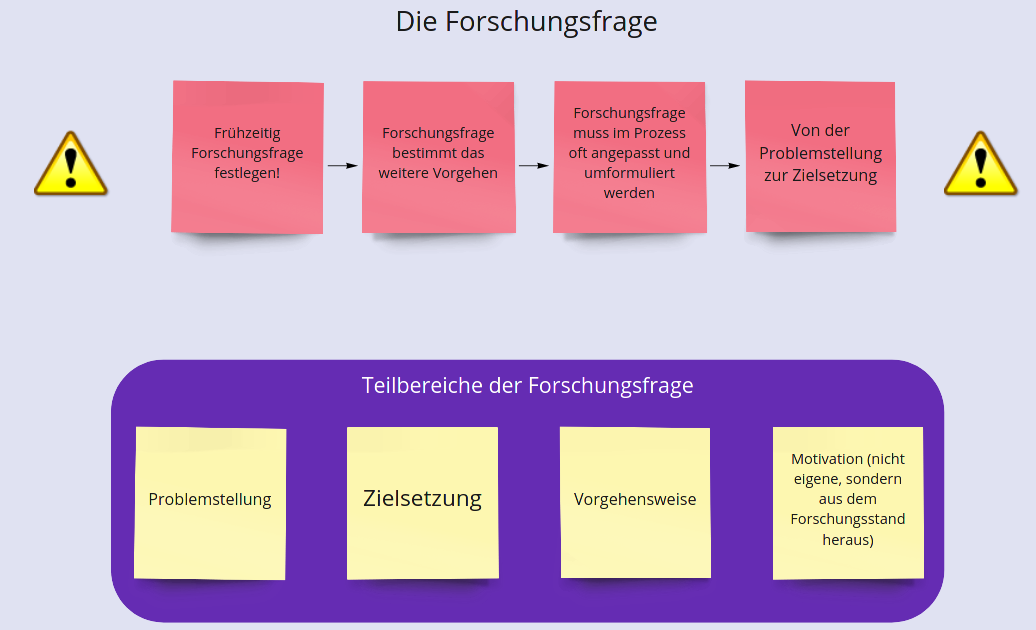 Die Forschungsfrage
Frühzeitig
Forschungsfrage
festlegen!
Forschungsfrage
bestimmt das
weitere Vorgehen
Forschungsfrage
muss im Prozess
oft angepasst und
umformuliert
werden
Von der
Problemstellung
zur Zielsetzung
Teilbereiche der Forschungsfrage
Problemstellung
Zielsetzung
Vorgehensweise
Motivation (nicht
eigene, sondern
aus dem
Forschungsstand
heraus)